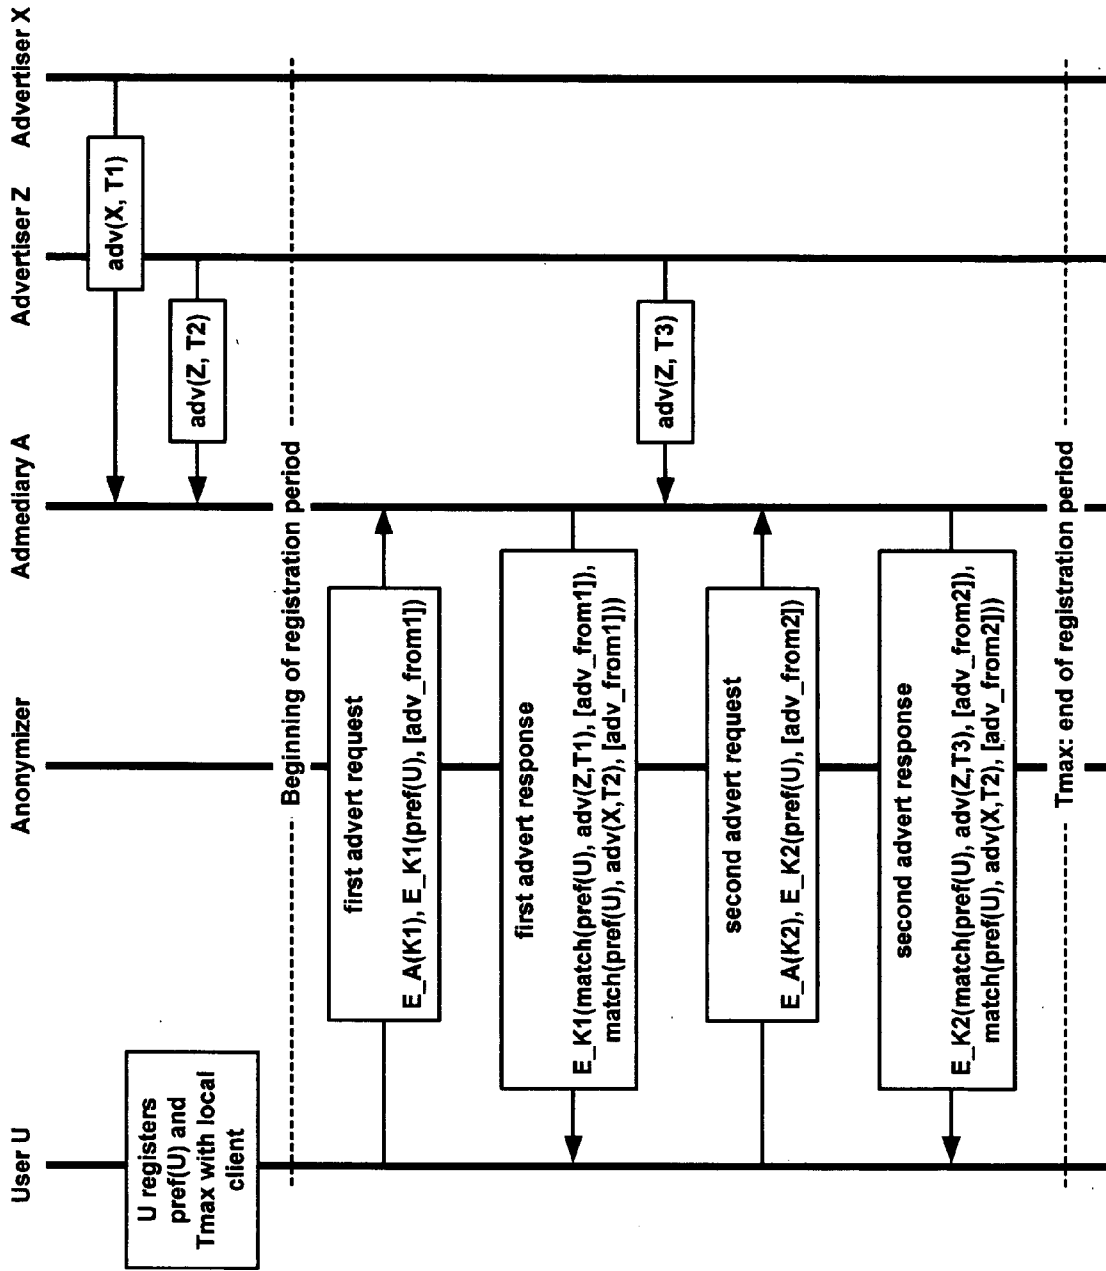 User U
Anonymizer
Admediary A
Advertiser Z
Advertiser X
U registers
pref(U) and
Tmax with local
client
adv(X, T1)
adv(Z, T2)
Beginning of registration period
first advert request
E_A(K1), E_K1(pref(U), [adv_from1])
first advert response
E_K1(match(pref(U), adv(Z,T1), [adv_from1]),
match(pref(U), adv(X,T2), [adv_from1]))
adv(Z, T3)
second advert request
E_A(K2), E_K2(pref(U), [adv_from2])
second advert response
E_K2(match(pref(U), adv(Z,T3), [adv_from2]),
match(pref(U), adv(X,T2), [adv_from2]))
Tmax: end of registration period